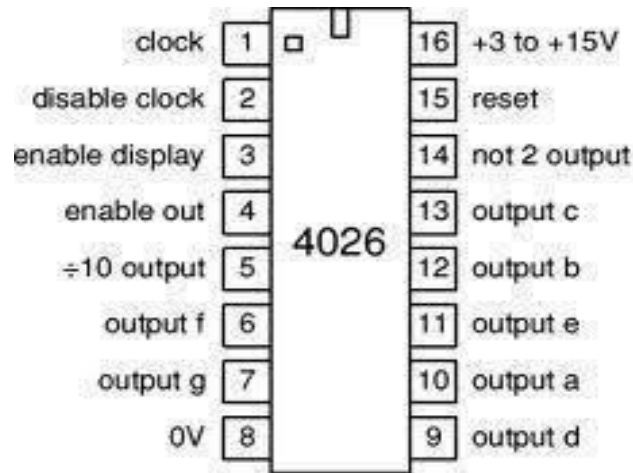 clock 1 16 +3 to +15V
disable clock 2 15 reset
enable display 3 14 not 2 output
enable out 4 13 output c
4026
÷10 output 5 12 output b
output f 6 11 output e
output g 7 10 output a
0V 8 9 output d